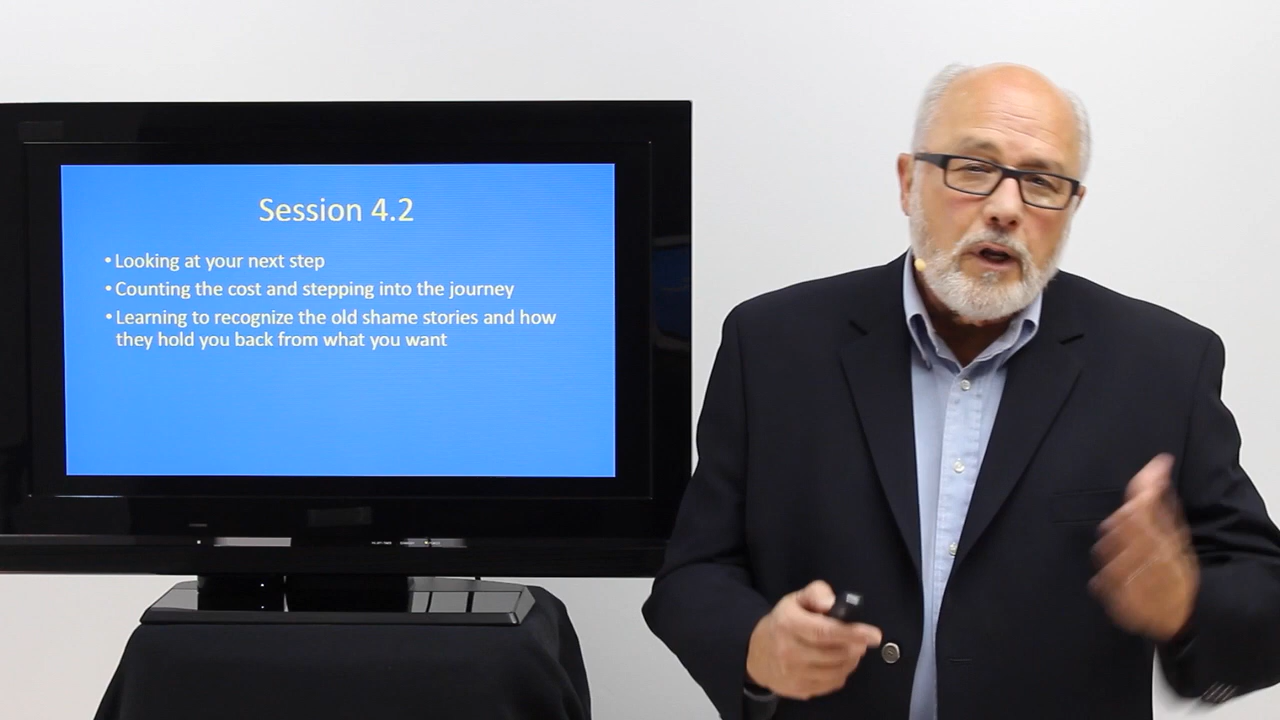 Session 4.2
•Looking at your next step
•Counting the cost and stepping into the journey
•Learning to recognize the old shame stories and how
they hold you back from what you want